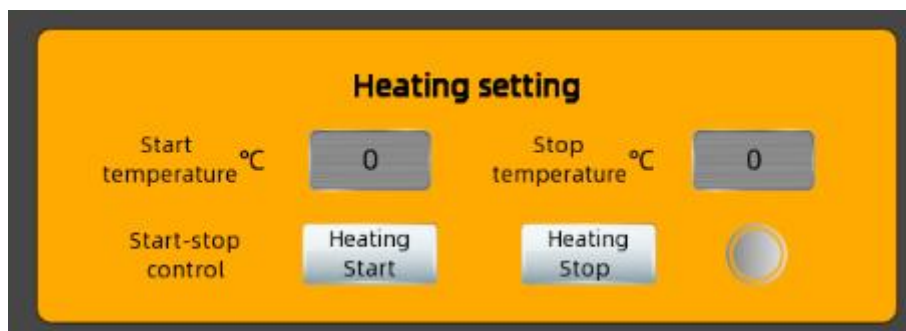 Heating setting
Start
temperature °C
0
Stop
temperature °C
0
Start-stop
control
Heating
Start
Heating
Stop